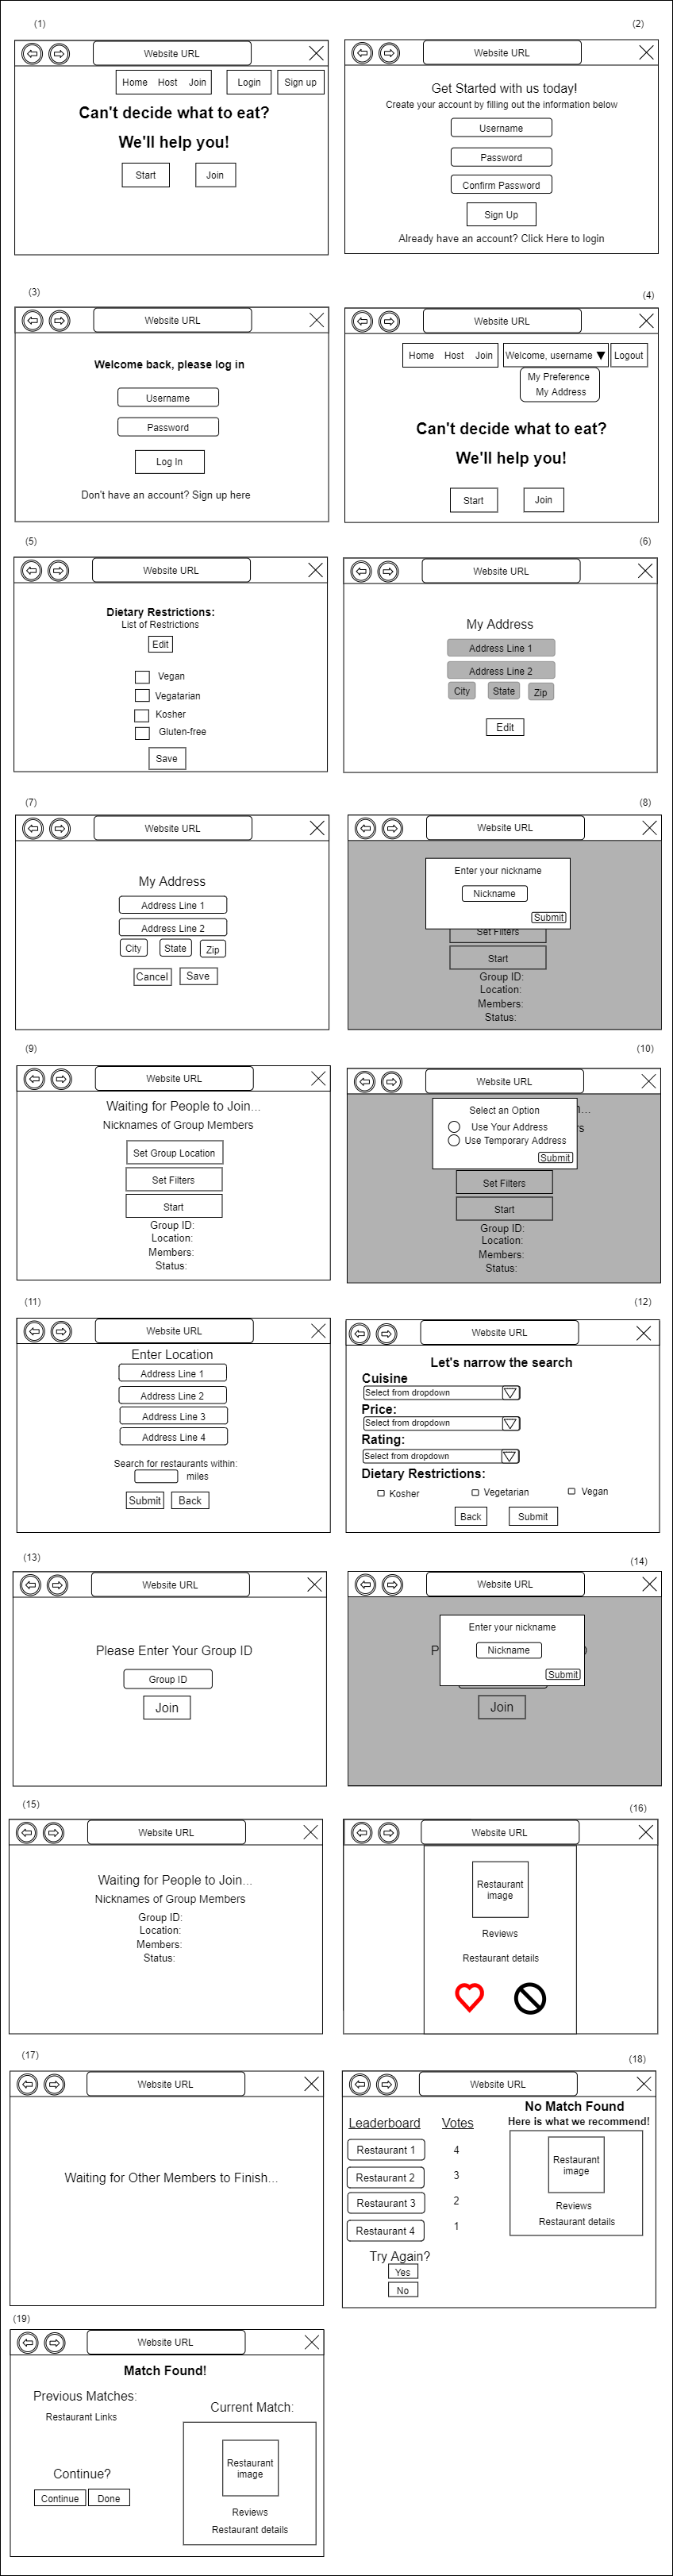 (1)
Website URL
Home Host Join Login Sign up
Can't decide what to eat?
We'll help you!
Start Join
(2)
Website URL
Get Started with us today!
Create your account by filling out the information below
Username
Password
Confirm Password
Sign Up
Already have an account? Click Here to login
(3)
Website URL
Welcome back, please log in
Username
Password
Log In
Don't have an account? Sign up here
(4)
Website URL
Home Host Join Welcome, username Logout
My Preference
My Address
Can't decide what to eat?
We'll help you!
Start Join
(5)
Website URL
Dietary Restrictions:
List of Restrictions
Edit
Vegan
Vegatarian
Kosher
Gluten-free
Save
(6)
Website URL
My Address
Address Line 1
Address Line 2
City State Zip
Edit
(7)
Website URL
My Address
Address Line 1
Address Line 2
City State Zip
Cancel Save
(8)
Website URL
Enter your nickname
Nickname
Submit
Set Filters
Start
Group ID:
Location:
Members:
Status:
(9)
Website URL
Waiting for People to Join...
Nicknames of Group Members
Set Group Location
Set Filters
Start
Group ID:
Location:
Members:
Status:
(10)
Website URL
Select an Option
Use Your Address
Use Temporary Address
Submit
Set Filters
Start
Group ID:
Location:
Members:
Status:
(11)
Website URL
Enter Location
Address Line 1
Address Line 2
Address Line 3
Address Line 4
Search for restaurants within:
miles
Submit Back
(12)
Website URL
Let's narrow the search
Cuisine
Select from dropdown
Price:
Select from dropdown
Rating:
Select from dropdown
Dietary Restrictions:
Kosher Vegetarian Vegan
Back Submit
(13)
Website URL
Please Enter Your Group ID
Group ID
Join
(14)
Website URL
Enter your nickname
Nickname
Submit
Join
(15)
Website URL
Waiting for People to Join...
Nicknames of Group Members
Group ID:
Location:
Members:
Status:
(16)
Website URL
Restaurant
image
Reviews
Restaurant details
(17)
Website URL
Waiting for Other Members to Finish...
(18)
Website URL
Leaderboard Votes
Restaurant 1 4
Restaurant 2 3
Restaurant 3 2
Restaurant 4 1
Try Again?
Yes
No
No Match Found
Here is what we recommend!
Restaurant
image
Reviews
Restaurant details
(19)
Website URL
Match Found!
Previous Matches:
Restaurant Links
Continue?
Continue Done
Current Match:
Restaurant
image
Reviews
Restaurant details